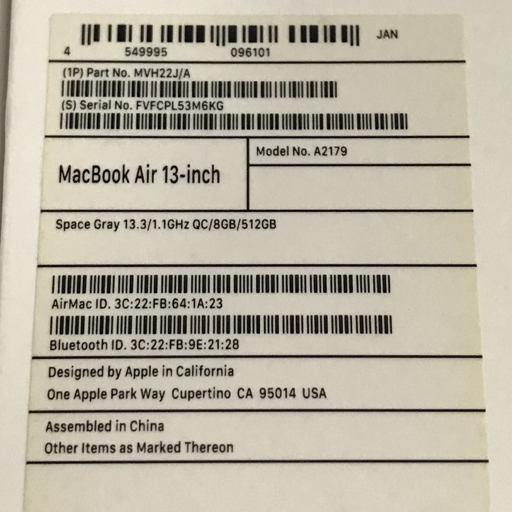 JAN
4 549995 096101
(1P) Part No. MVH22J/A
(S) Serial No. FVFCPL53M6KG
Model No. A2179
MacBook Air 13-inch
Space Gray 13.3/1.1GHz QC/8GB/512GB
AirMac ID. 3C:22:FB:64:1A:23
Bluetooth ID. 3C:22:FB:9E:21:28
Designed by Apple in California
One Apple Park Way Cupertino CA 95014 USA
Assembled in China
Other Items as Marked Thereon